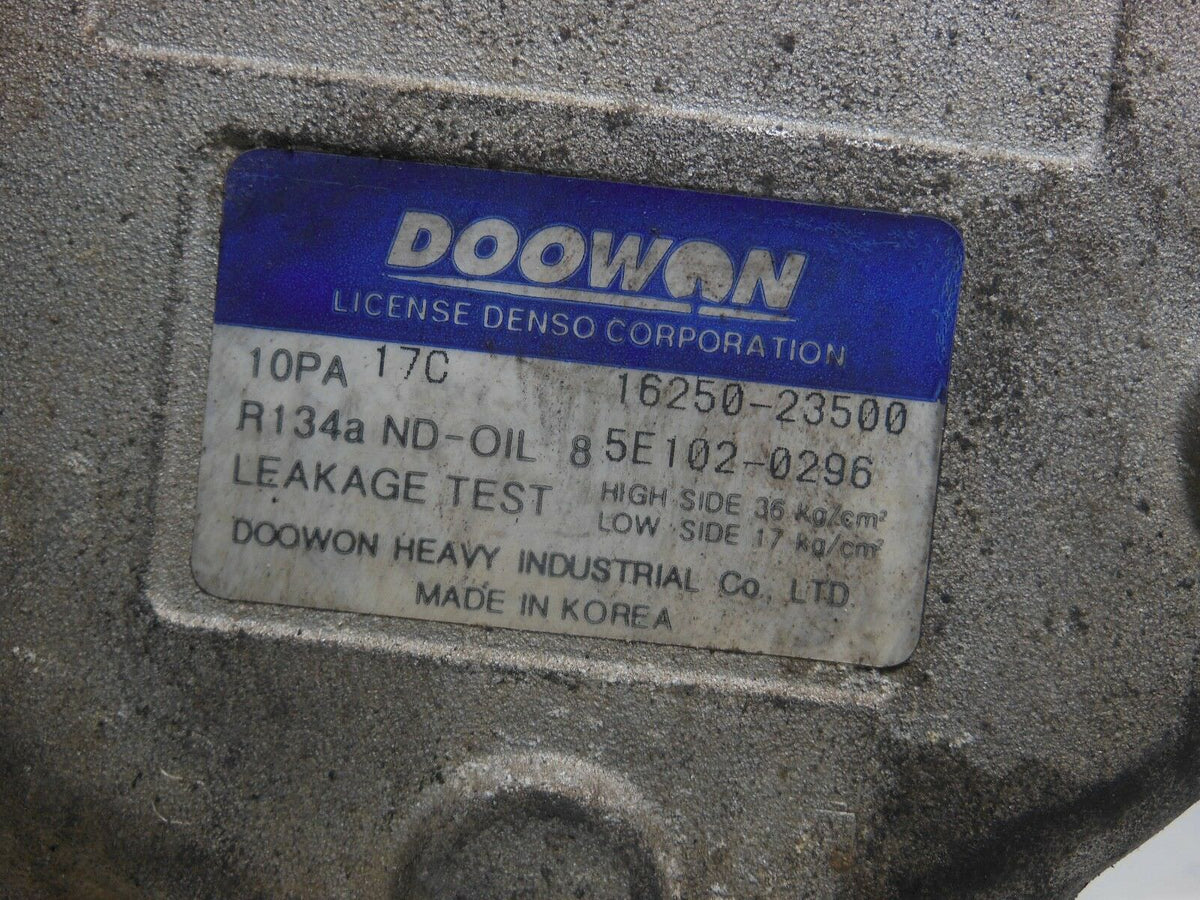 DOOWON
LICENSE DENSO CORPORATION
10PA 17C 16250-23500
R134a ND-OIL 8 5E102-0296
LEAKAGE TEST HIGH SIDE 36 Kg/cm²
LOW SIDE 17 kg/cm²
DOOWON HEAVY INDUSTRIAL Co., LTD
MADE IN KOREA